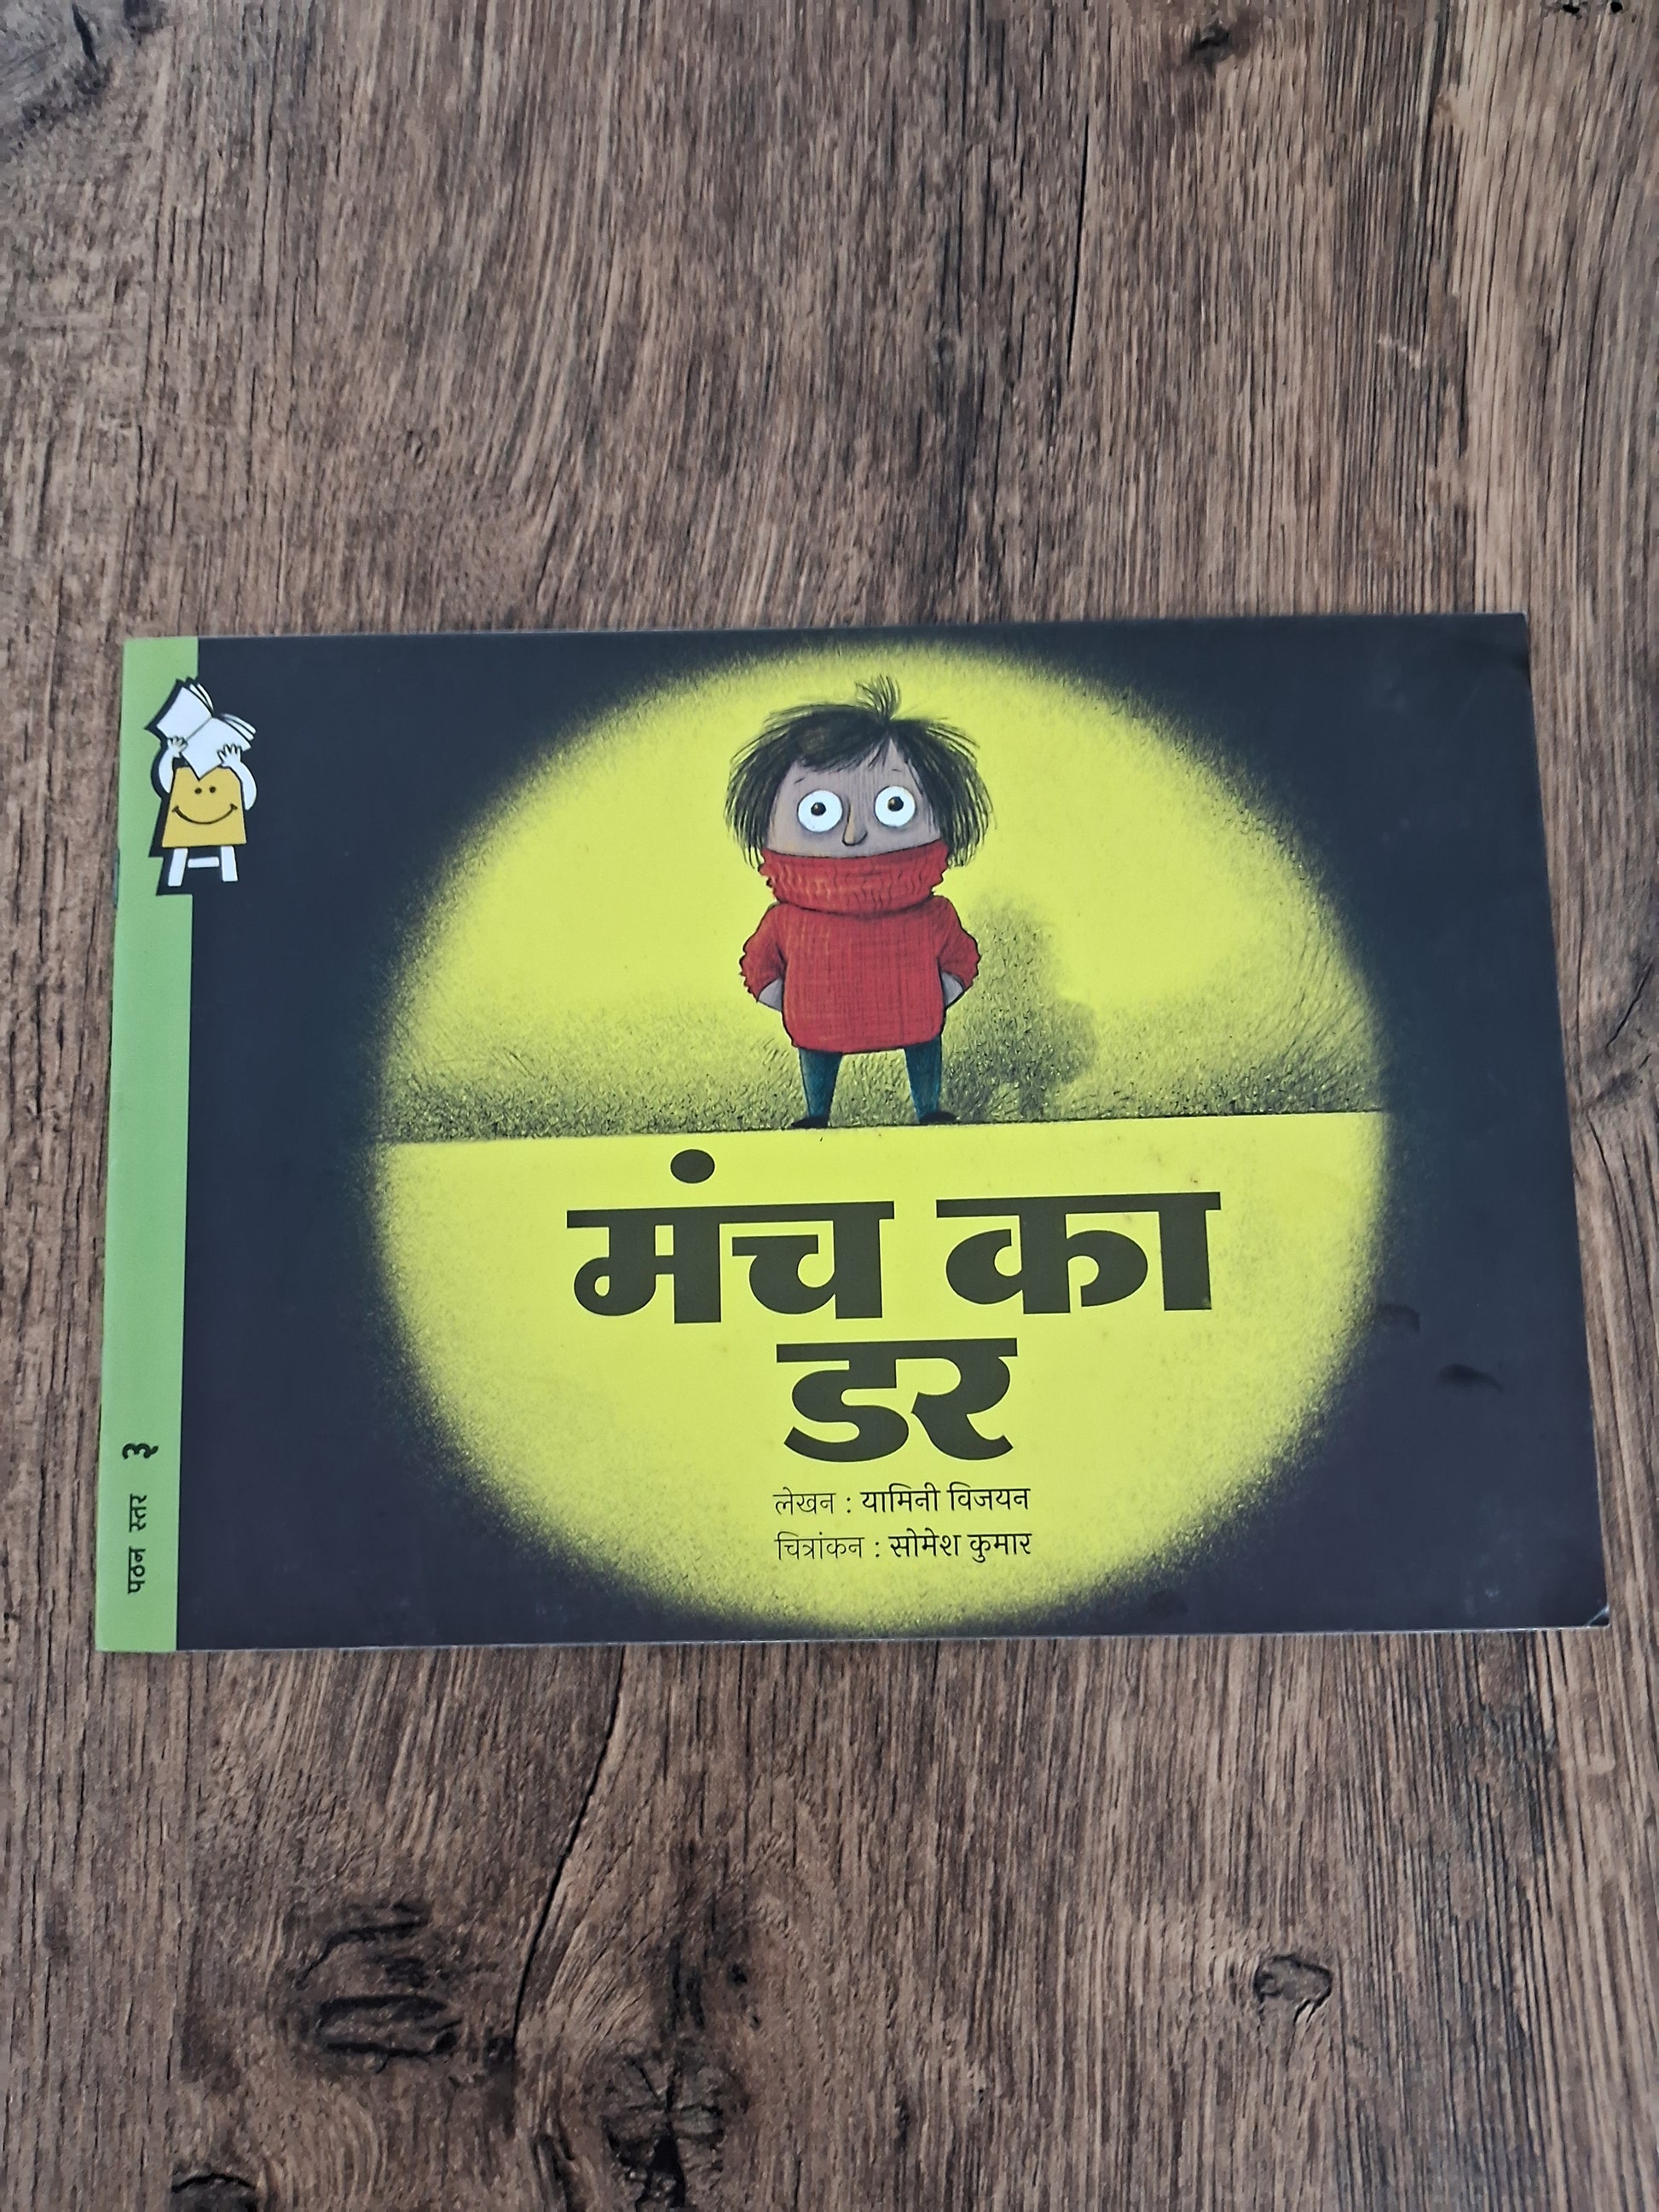 मंच का
डर
लेखन : यामिनी विजयन
चित्रांकन : सोमेश कुमार
पठन स्तर ३